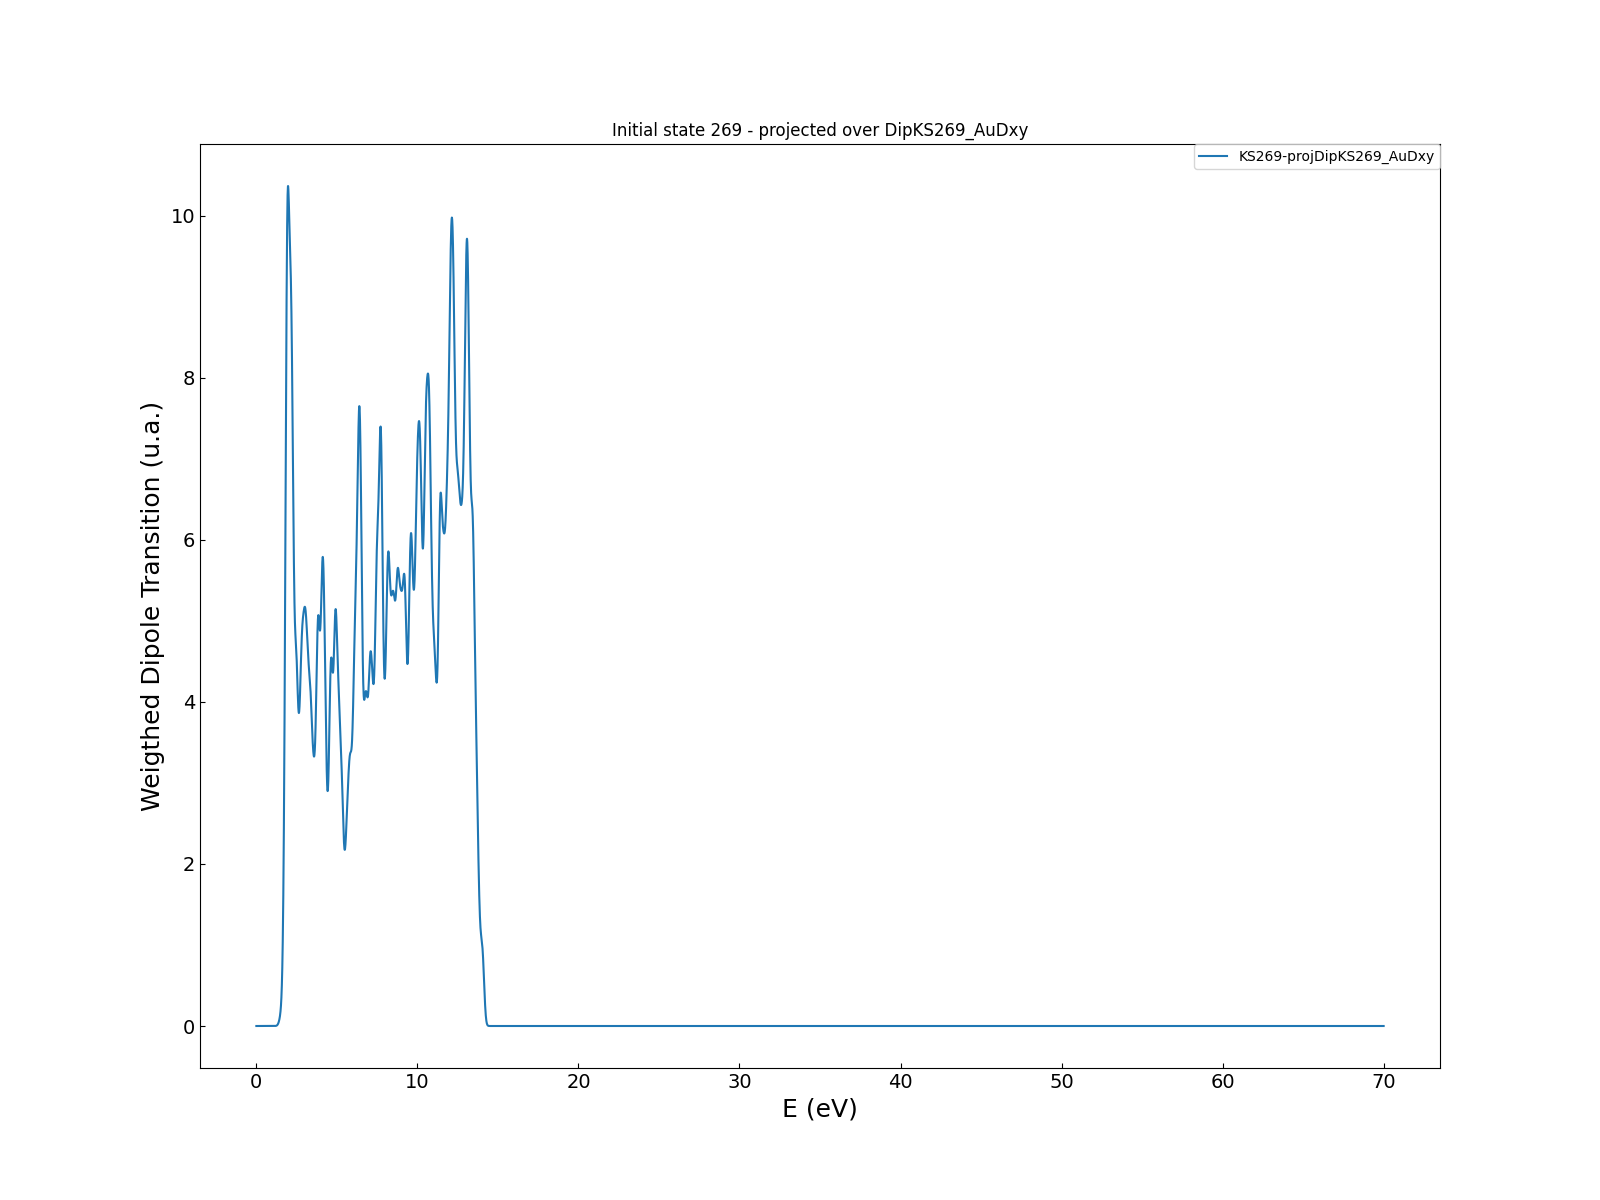 Initial state 269 - projected over DipKS269_AuDxy
KS269-projDipKS269_AuDxy
Weigthed Dipole Transition (u.a.)
10
8
6
4
2
0
0 10 20 30 40 50 60 70
E (eV)